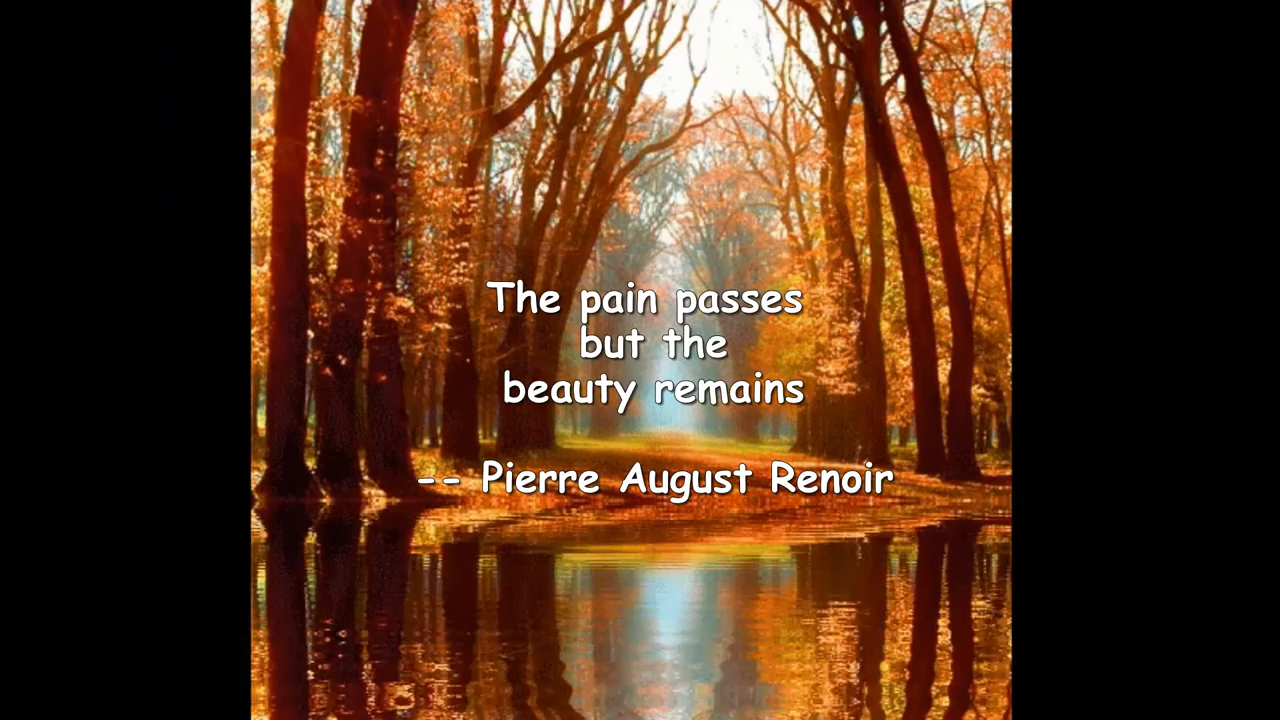 The pain passes
but the
beauty remains
-- Pierre August Renoir